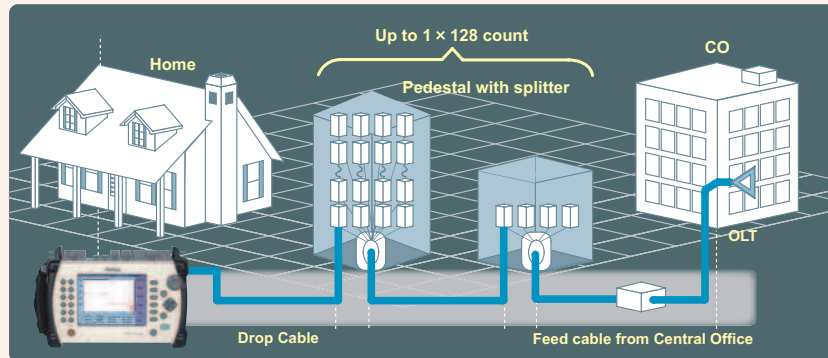 Up to 1 × 128 count
Home
CO
Pedestal with splitter
OLT
Drop Cable
Feed cable from Central Office